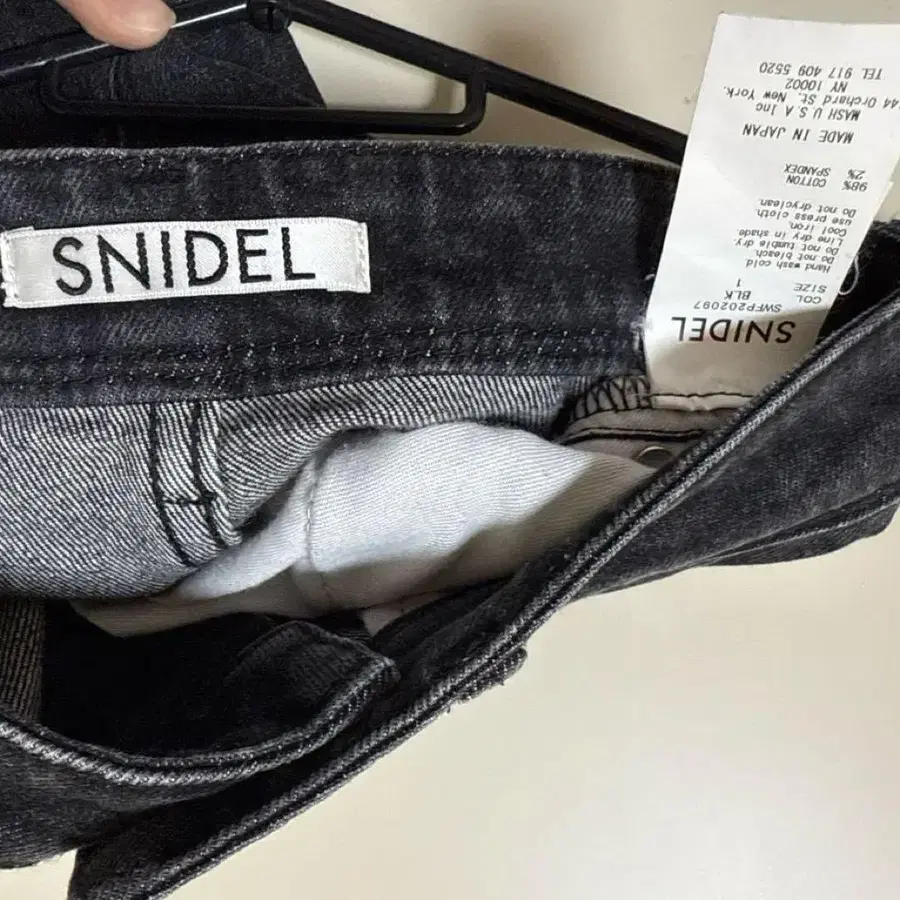 SNIDEL
SNIDEL
SWFP202097
COL BLK
SIZE 1
Hand wash cold.
Do not bleach.
Do not tumble dry.
Line dry in shade.
Cool iron.
use press cloth.
Do not dryclean.
98% COTTON
2% SPANDEX
MADE IN JAPAN
MASH U.S.A Inc
44 Orchard St. New York.
NY 10002
TEL 917 409 5520